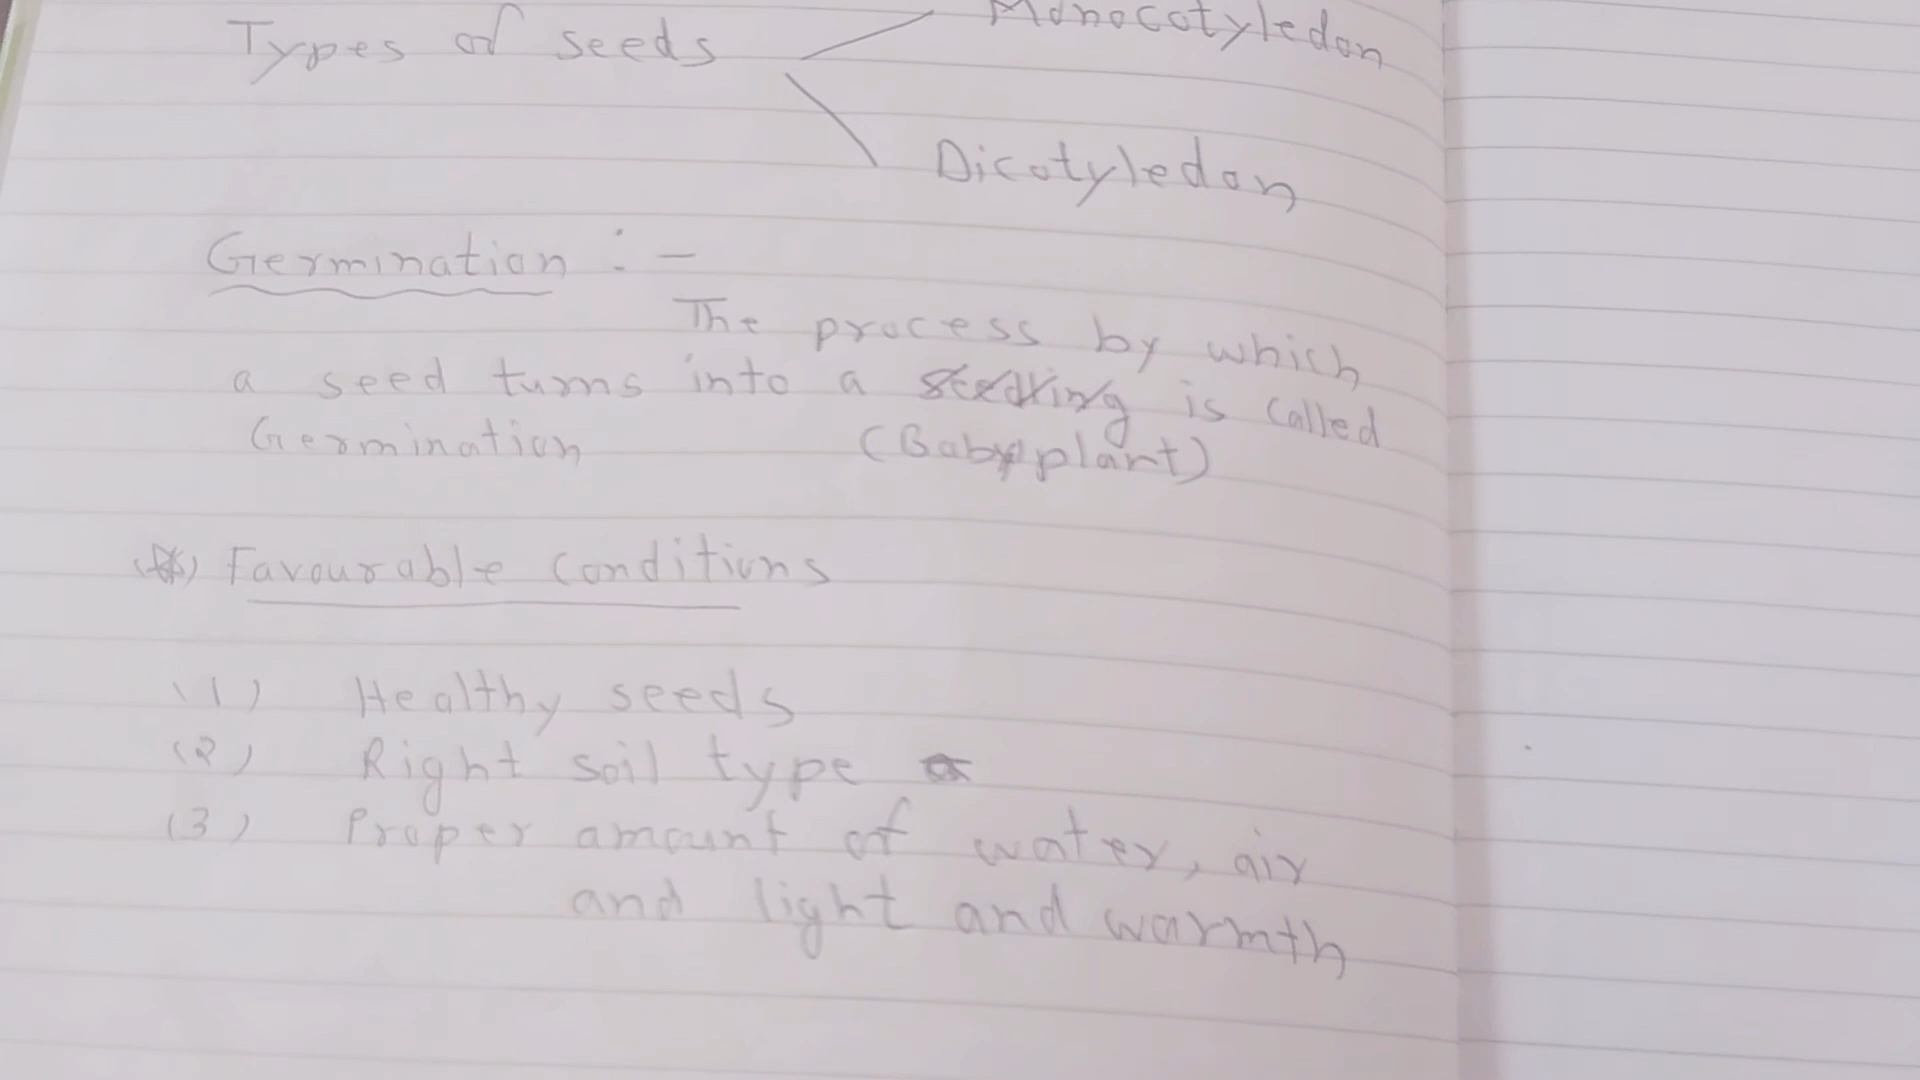 Types of seeds
Monocotyledon
Dicotyledon
Germination :-
The process by which
a seed turns into a seedling is called
Germination (Baby plant)
Favourable conditions
(1) Healthy seeds
(2) Right soil type
(3) Proper amount of water, air
and light and warmth